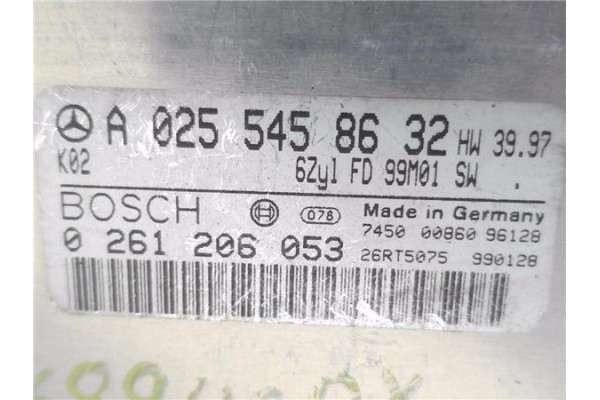 A 025 545 86 32 HW 39.97
K02 6Zyl FD 99M01 SW .
BOSCH 078 Made in Germany
7450 00860 96128
0 261 206 053 26RT5075 990128